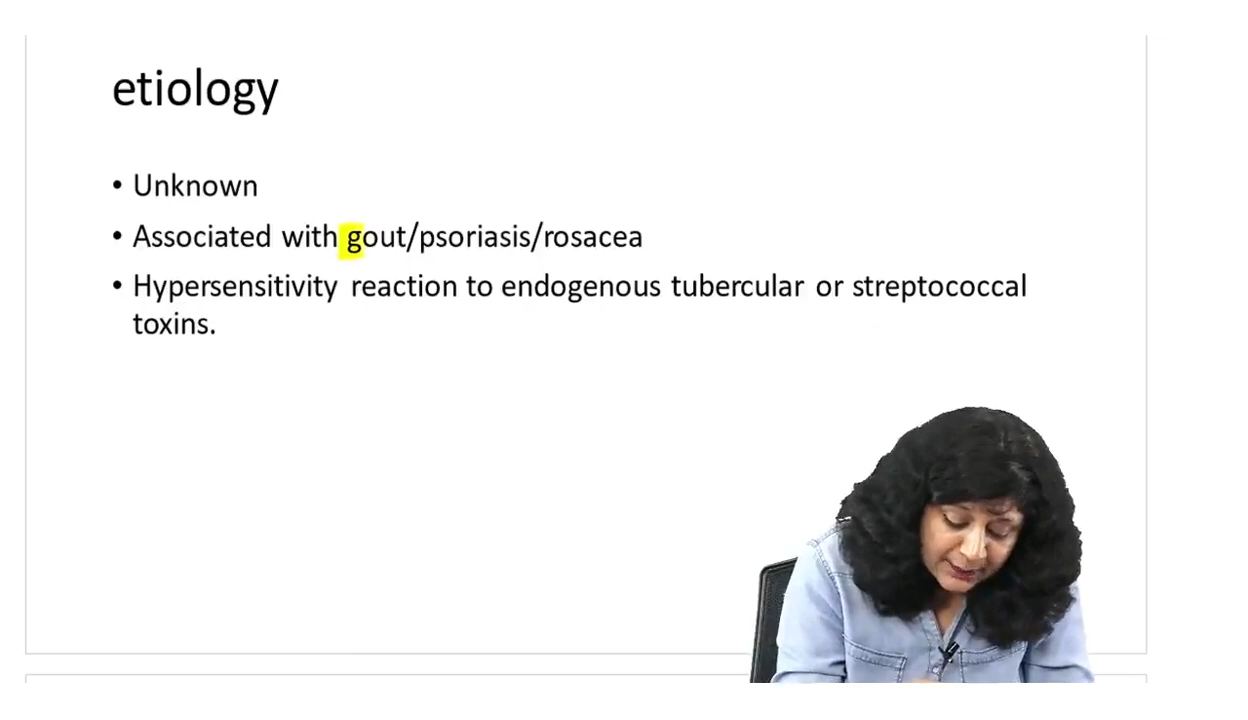 etiology
• Unknown
• Associated with gout/psoriasis/rosacea
• Hypersensitivity reaction to endogenous tubercular or streptococcal
toxins.